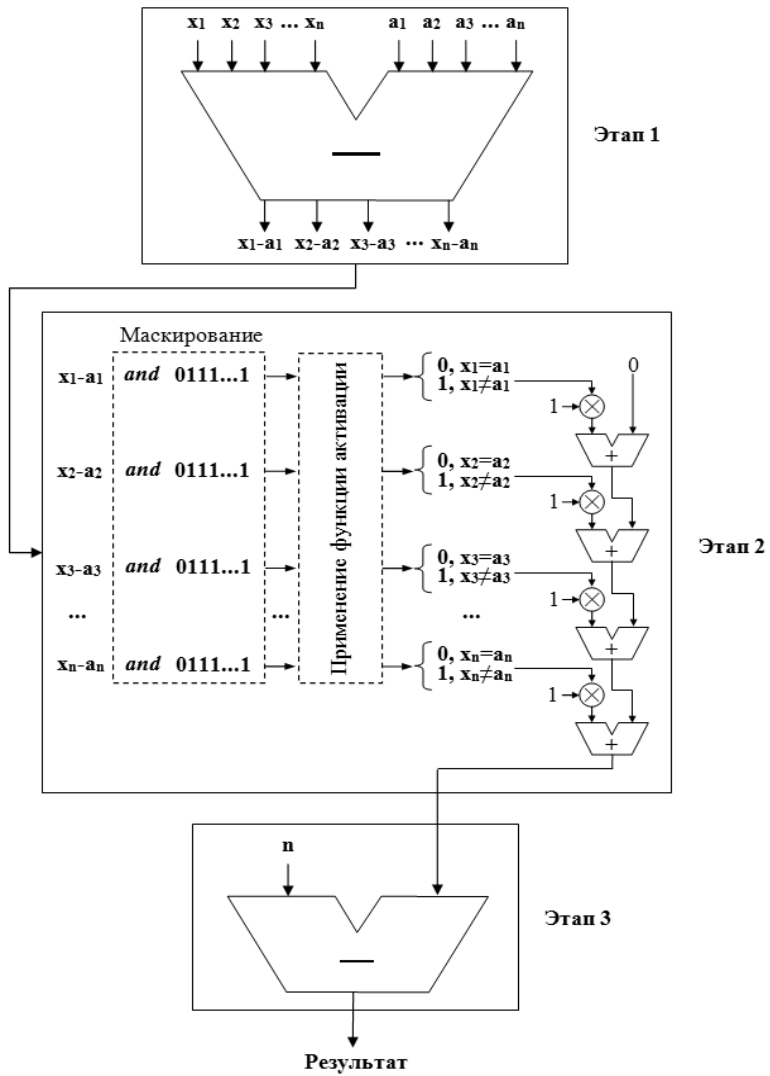 x1 x2 x3 ... xn a1 a2 a3 ... an
—
Этап 1
x1-a1 x2-a2 x3-a3 ... xn-an
Маскирование
x1-a1 and 0111...1
x2-a2 and 0111...1
x3-a3 and 0111...1
... ... ...
xn-an and 0111...1
Применение функции активации
0, x1=a1
1, x1≠a1
0
1
+
0, x2=a2
1, x2≠a2
1
+
0, x3=a3
1, x3≠a3
1
+
0, xn=an
1, xn≠an
1
+
Этап 2
n
—
Этап 3
Результат